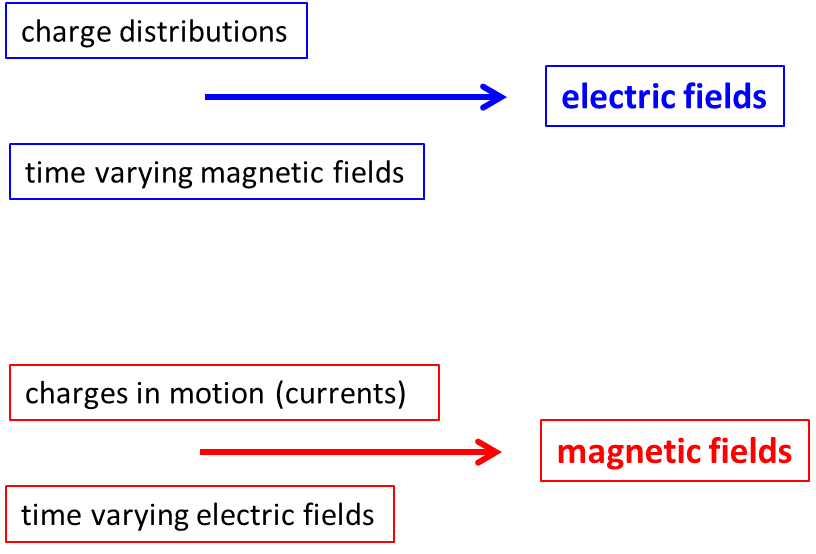 charge distributions
electric fields
time varying magnetic fields
charges in motion (currents)
magnetic fields
time varying electric fields